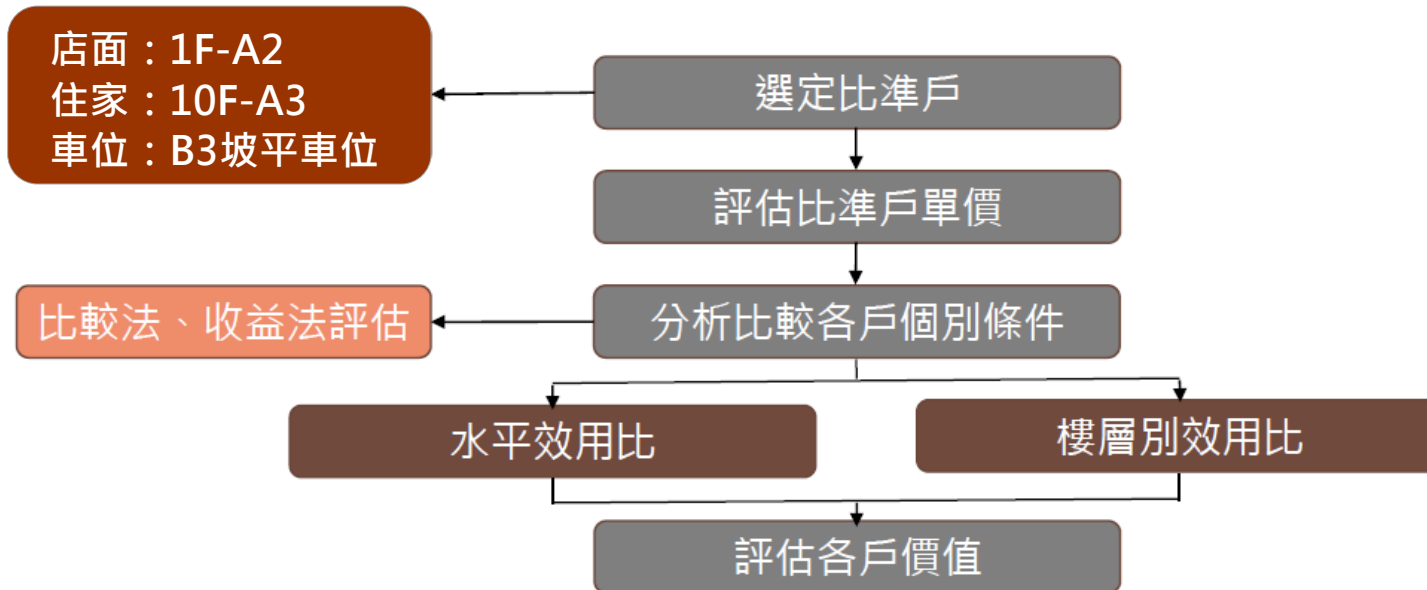 店面：1F-A2
住家：10F-A3
車位：B3坡平車位
選定比準戶
評估比準戶單價
比較法、收益法評估
分析比較各戶個別條件
水平效用比
樓層別效用比
評估各戶價值